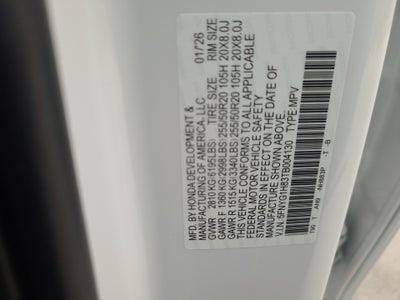 MFD. BY HONDA DEVELOPMENT &
MANUFACTURING OF AMERICA, LLC 01/'26
GVWR 2810KG(6195LBS) TIRE SIZE RIM SIZE
GAWR F 1360KG(2998LBS) 255/50R20 105H 20X8.0J
GAWR R 1515KG(3340LBS) 255/50R20 105H 20X8.0J
THIS VEHICLE CONFORMS TO ALL APPLICABLE
FEDERAL MOTOR VEHICLE SAFETY
STANDARDS IN EFFECT ON THE DATE OF
MANUFACTURE SHOWN ABOVE.
V.I.N.:5FNYG1H83TB004130 TYPE:MPV
NH883P -T -B